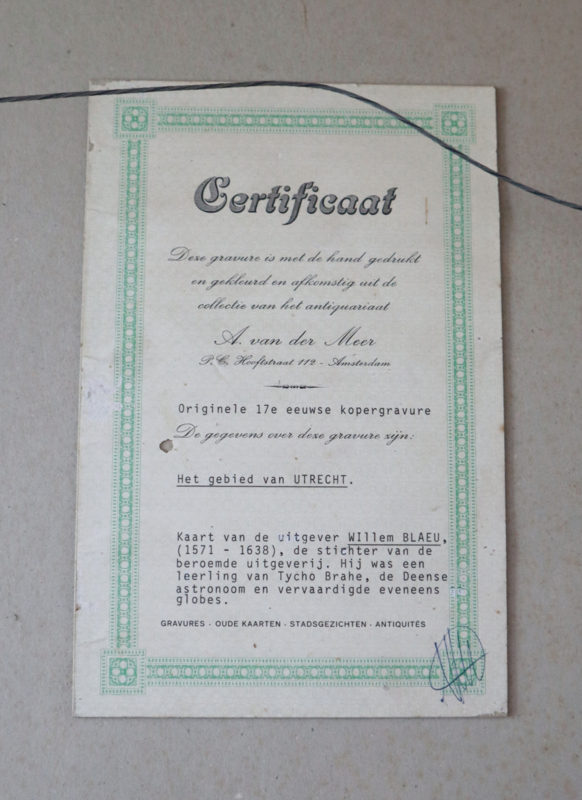 Certificaat
Deze gravure is met de hand gedrukt
en gekleurd en afkomstig uit de
collectie van het antiquariaat
A. van der Meer
P.C. Hooftstraat 112 - Amsterdam
Originele 17e eeuwse kopergravure
De gegevens over deze gravure zijn:
Het gebied van UTRECHT.
Kaart van de uitgever WIllem BLAEU,
(1571 - 1638), de stichter van de
beroemde uitgeverij. Hij was een
leerling van Tycho Brahe, de Deense
astronoom en vervaardigde eveneens
globes.
GRAVURES · OUDE KAARTEN · STADSGEZICHTEN · ANTIQUITÉS